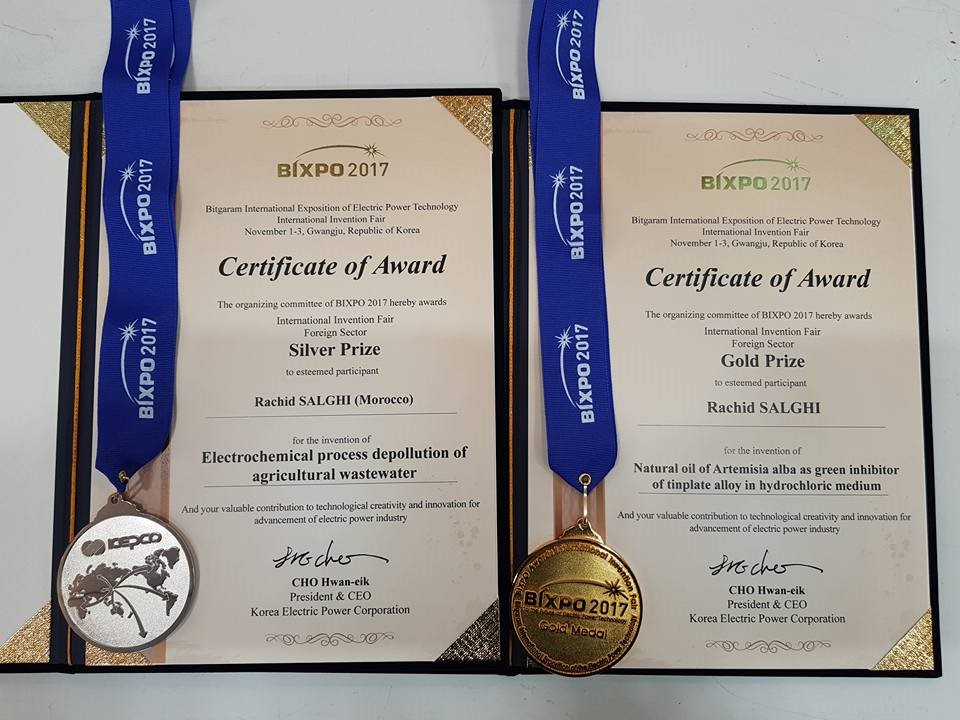 BIXPO 2017
BIXPO 2017
BIXPO 2017
BIXPO 2017
Bitgaram International Exposition of Electric Power Technology
International Invention Fair
November 1-3, Gwangju, Republic of Korea
Certificate of Award
The organizing committee of BIXPO 2017 hereby awards
International Invention Fair
Foreign Sector
Silver Prize
to esteemed participant
Rachid SALGHI (Morocco)
for the invention of
Electrochemical process depollution of
agricultural wastewater
And your valuable contribution to technological creativity and innovation for
advancement of electric power industry
CHO Hwan-eik
President & CEO
Korea Electric Power Corporation
KEPCO
BIXPO 2017
BIXPO 2017
BIXPO 2017
BIXPO 2017
Bitgaram International Exposition of Electric Power Technology
International Invention Fair
November 1-3, Gwangju, Republic of Korea
Certificate of Award
The organizing committee of BIXPO 2017 hereby awards
International Invention Fair
Foreign Sector
Gold Prize
to esteemed participant
Rachid SALGHI
for the invention of
Natural oil of Artemisia alba as green inhibitor
of tinplate alloy in hydrochloric medium
And your valuable contribution to technological creativity and innovation for
advancement of electric power industry
CHO Hwan-eik
President & CEO
Korea Electric Power Corporation
International Invention Fair
BIXPO 2017
Gold Medal